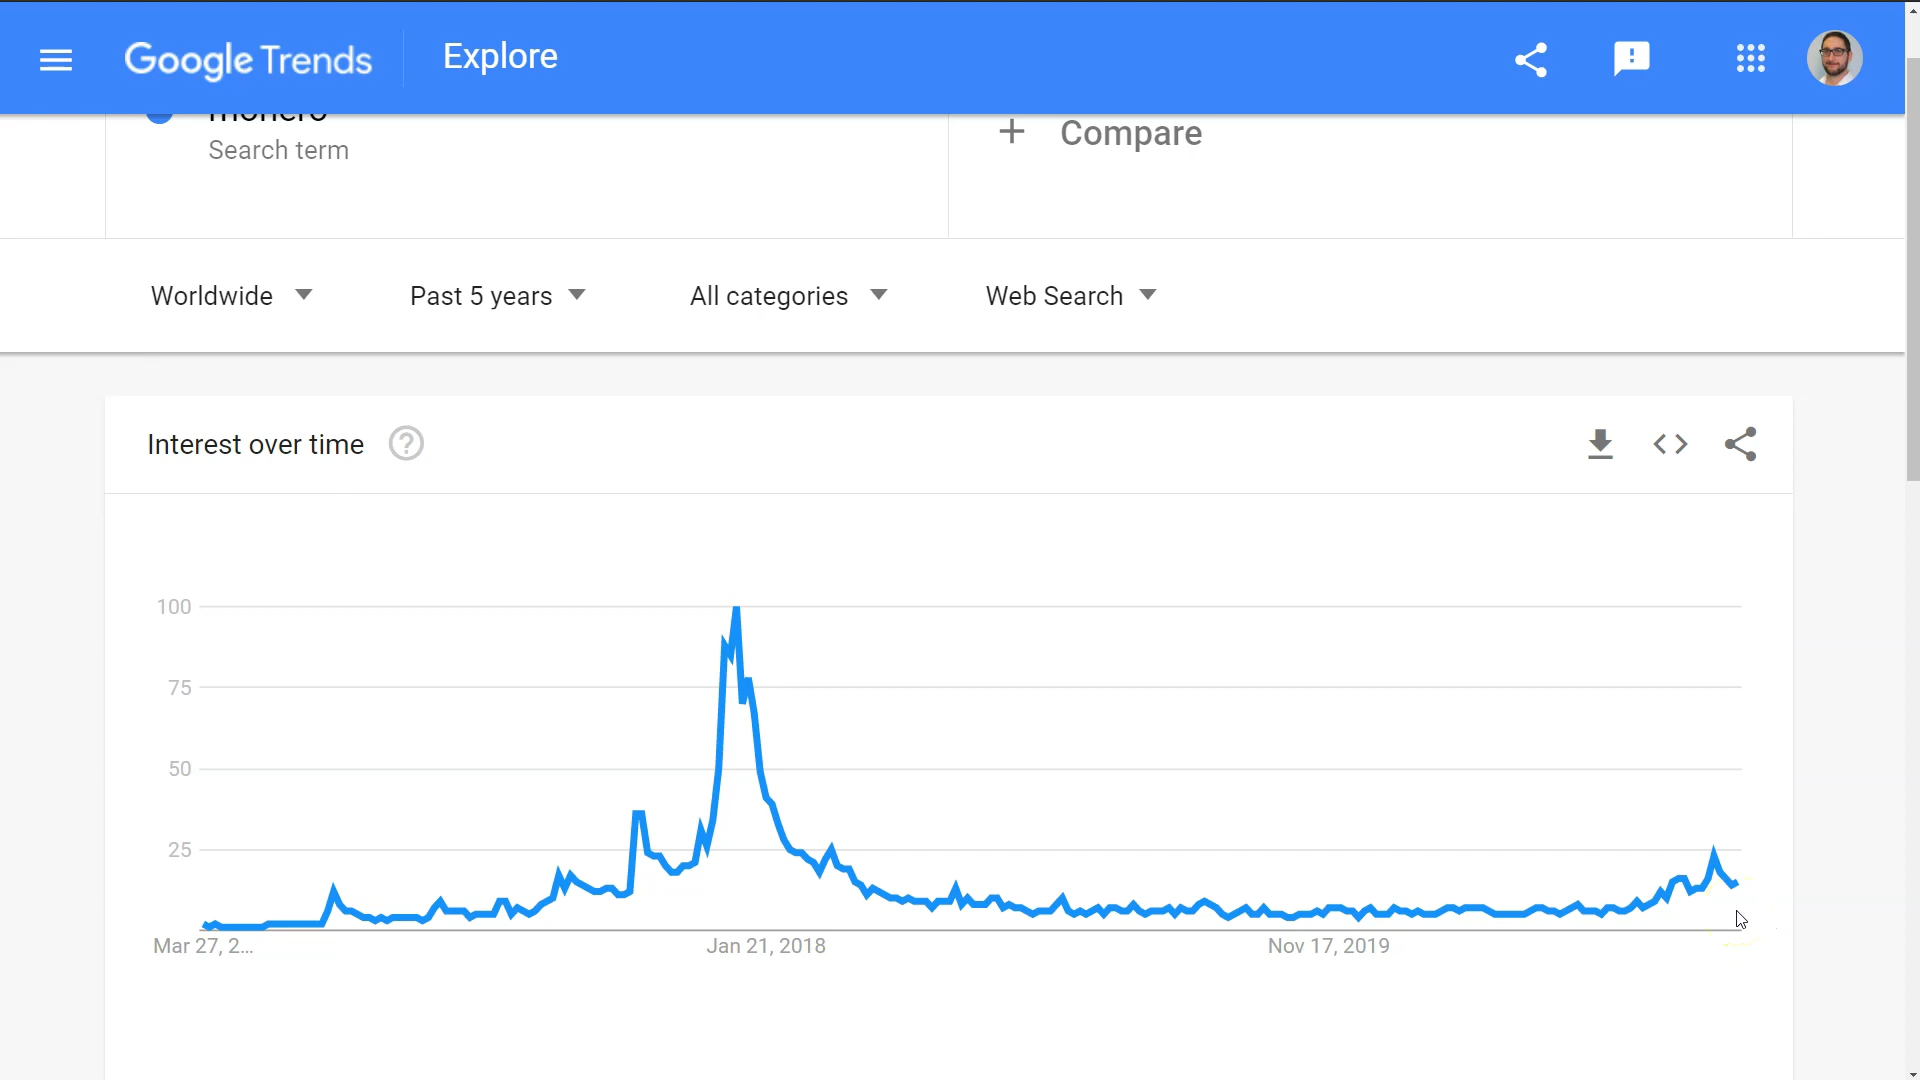 Google Trends
Explore
monero
Search term
+ Compare
Worldwide
Past 5 years
All categories
Web Search
Interest over time
?
100
75
50
25
Mar 27, 2...
Jan 21, 2018
Nov 17, 2019